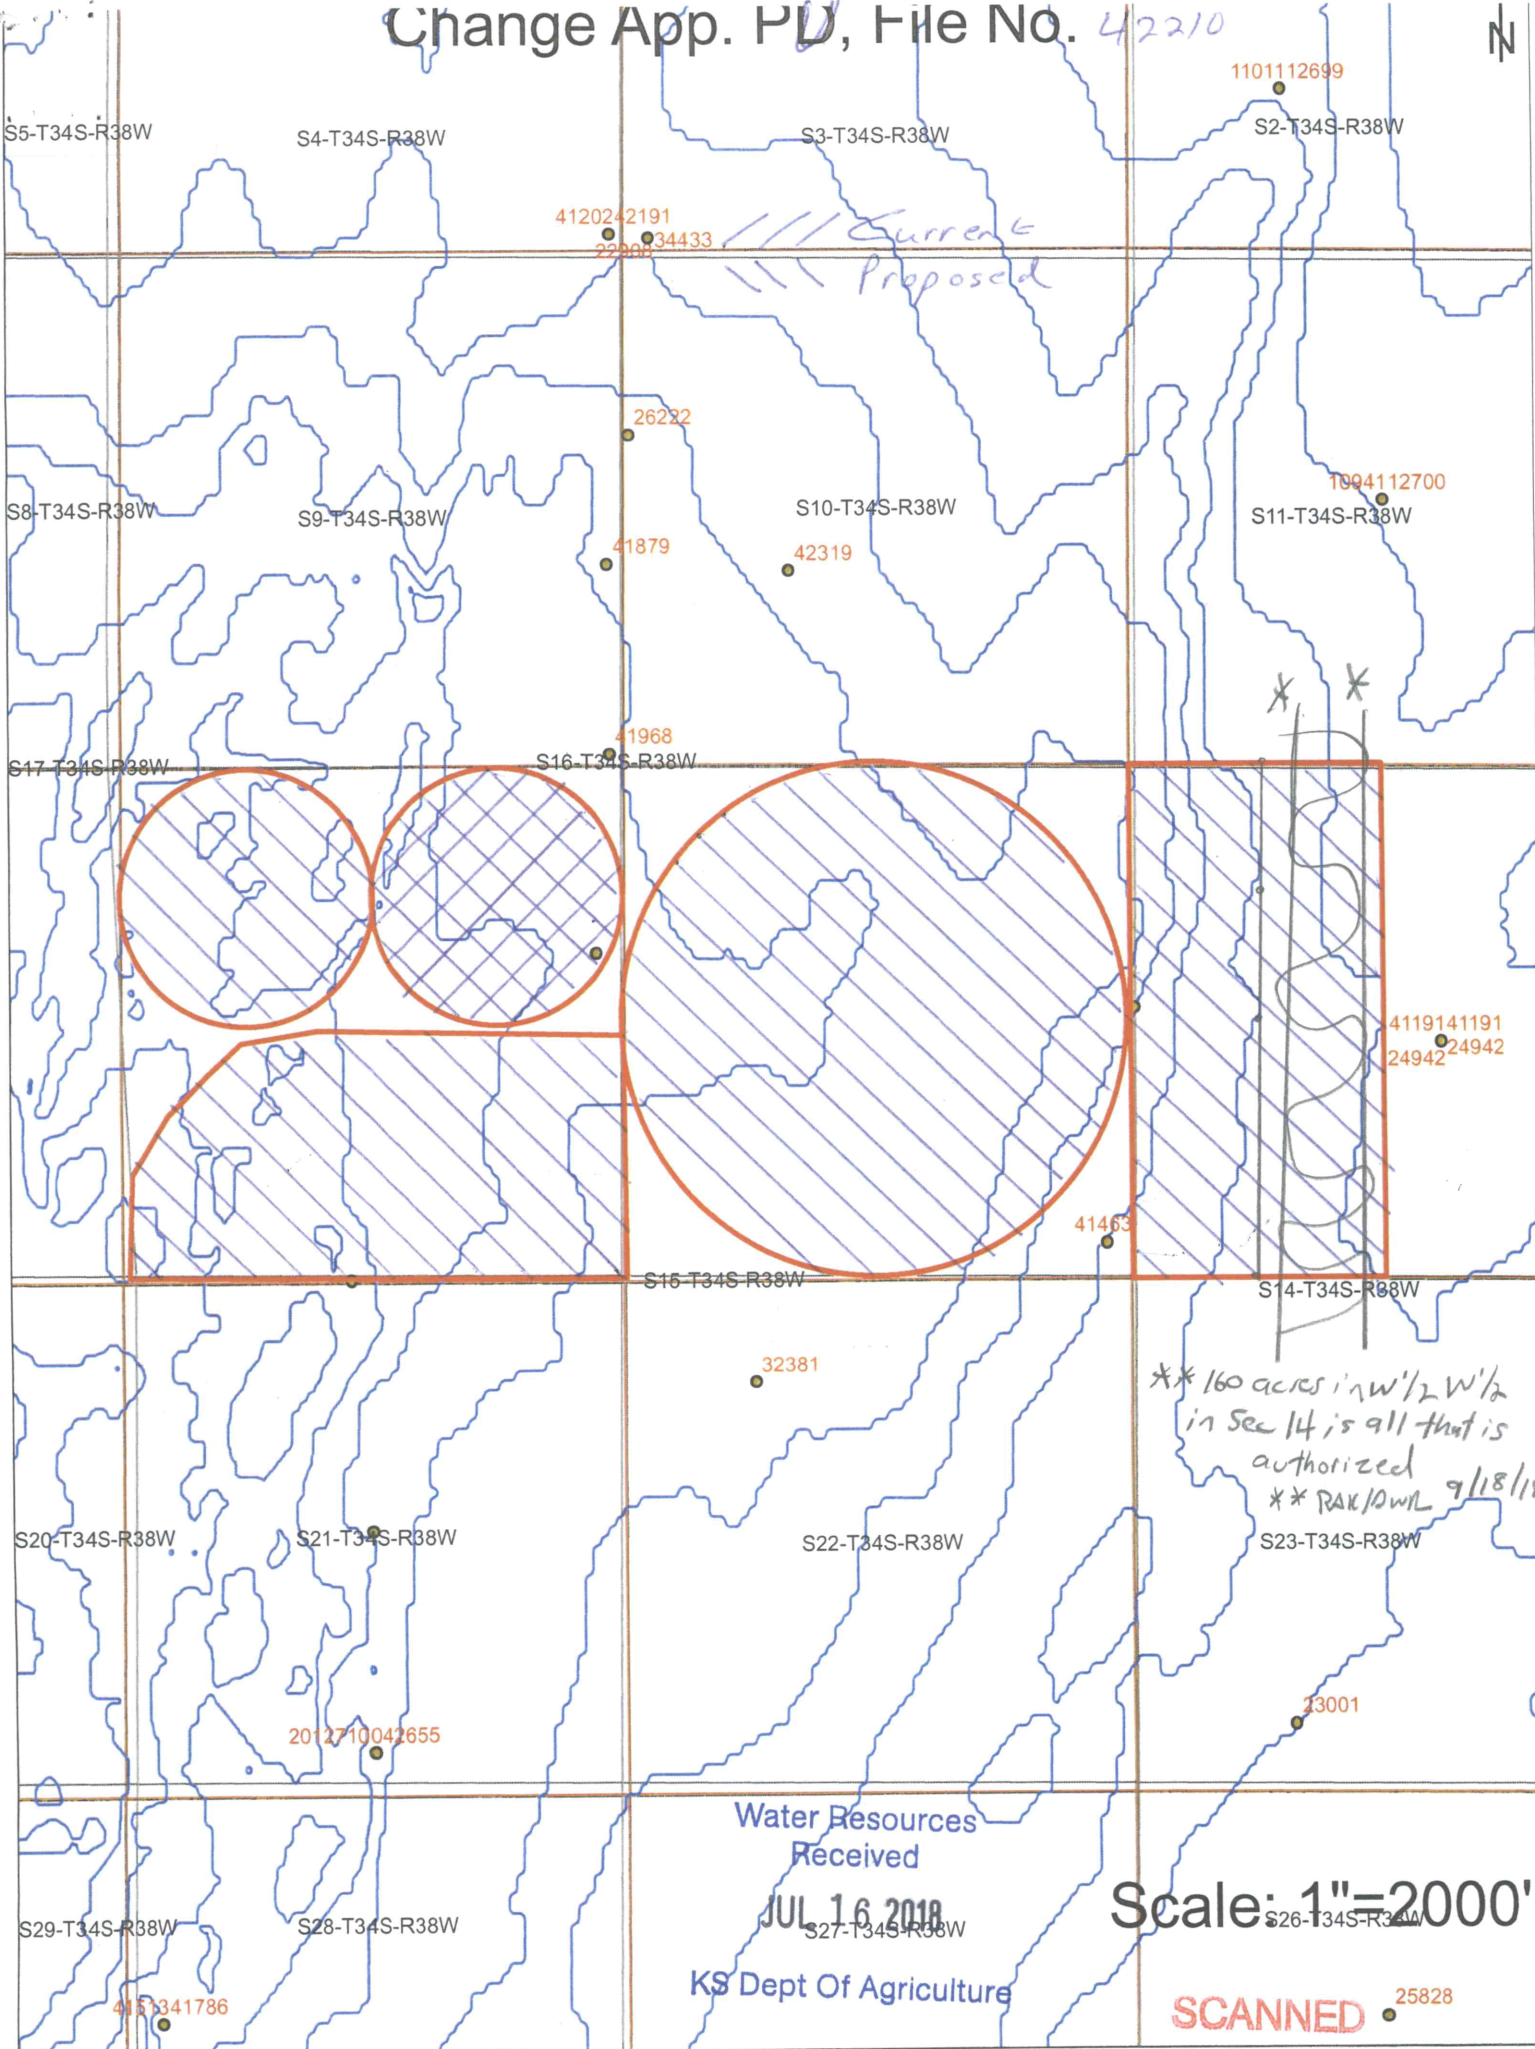 Change App. PU, File No. 42210
N
1101112699
S5-T34S-R38W
S4-T34S-R38W
S3-T34S-R38W
S2-T34S-R38W
4120242191
34433
/// Current
\\\ Proposed
26222
1094112700
S8-T34S-R38W
S9-T34S-R38W
S10-T34S-R38W
S11-T34S-R38W
41879
42319
* *
41968
S17-T34S-R38W
S16-T34S-R38W
4119141191
24942
24942
41463
S15-T34S-R38W
S14-T34S-R38W
32381
** 160 acres in W'/2 W'/2
in Sec 14 is all that is
authorized
** RAK/DWR 9/18/18
S20-T34S-R38W
S21-T34S-R38W
S22-T34S-R38W
S23-T34S-R38W
23001
2012710042655
Water Resources
Received
JUL 16 2018
KS Dept Of Agriculture
Scale: 1"=2000'
S29-T34S-R38W
S28-T34S-R38W
S27-T34S-R38W
S26-T34S-R38W
4151341786
SCANNED
25828